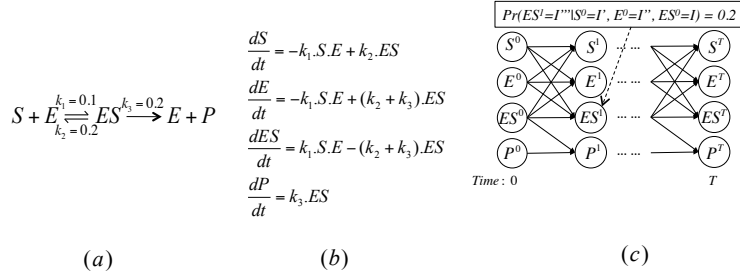 S + E ⇌ ES → E + P
k₁ = 0.1
k₂ = 0.2
k₃ = 0.2
(a)
dS/dt = −k₁.S.E + k₂.ES
dE/dt = −k₁.S.E + (k₂ + k₃).ES
dES/dt = k₁.S.E − (k₂ + k₃).ES
dP/dt = k₃.ES
(b)
Pr(ES¹=I'''|S⁰=I', E⁰=I'', ES⁰=I) = 0.2
S⁰ S¹ ... ... Sᵀ
E⁰ E¹ ... ... Eᵀ
ES⁰ ES¹ ... ... ESᵀ
P⁰ P¹ ... ... Pᵀ
Time: 0 T
(c)